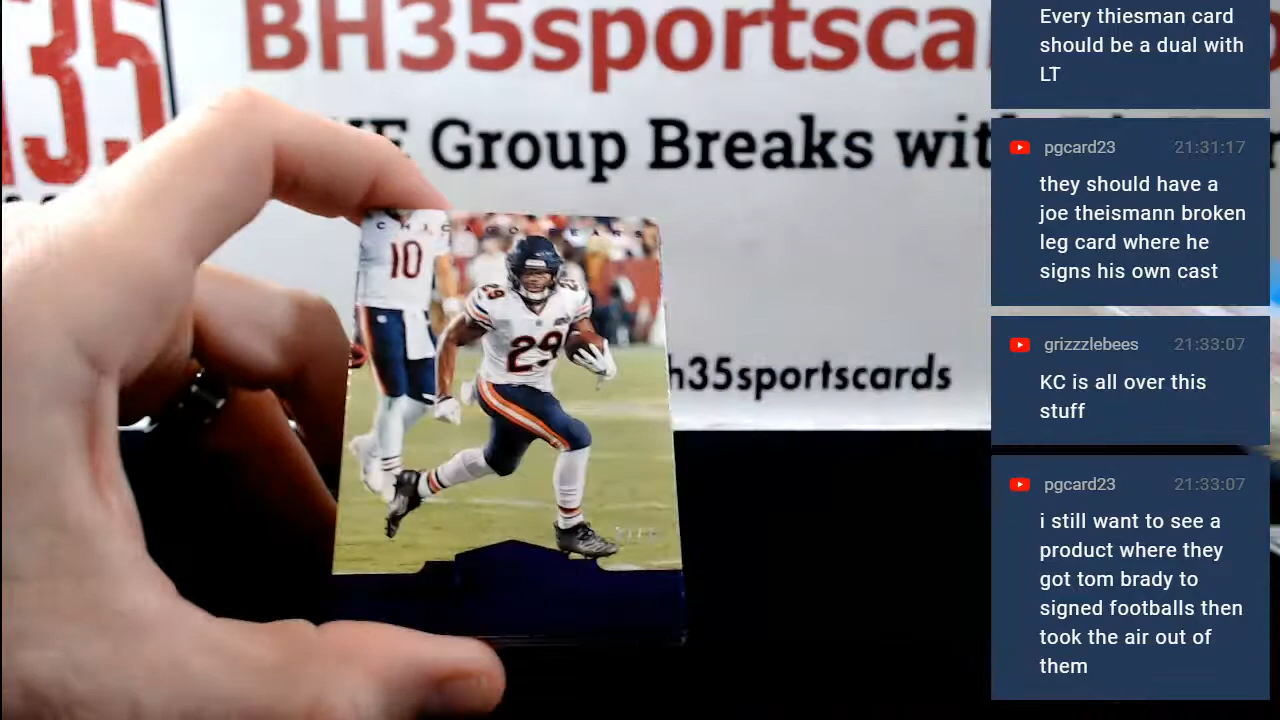 35
BH35sportsca
Group Breaks wit
h35sportscards
CHICAGO BEARS
10
29
29
Every thiesman card
should be a dual with
LT
pgcard23 21:31:17
they should have a
joe theismann broken
leg card where he
signs his own cast
grizzzlebees 21:33:07
KC is all over this
stuff
pgcard23 21:33:07
i still want to see a
product where they
got tom brady to
signed footballs then
took the air out of
them